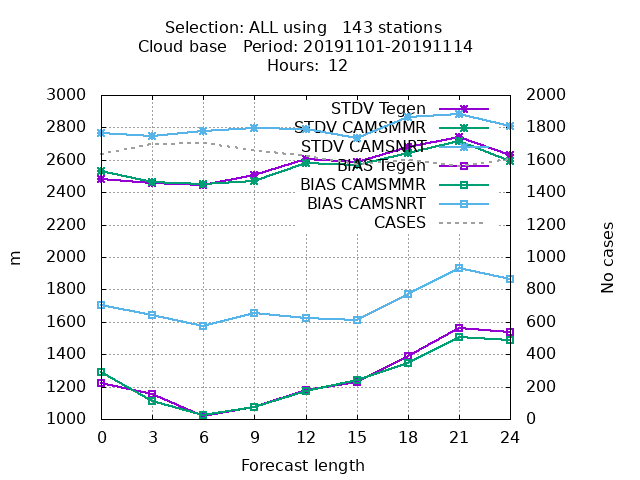 Selection: ALL using   143 stations
Cloud base   Period: 20191101-20191114
Hours:  12
3000
2800
2600
2400
2200
2000
1800
1600
1400
1200
1000
m
STDV Tegen
STDV CAMSMMR
STDV CAMSNRT
BIAS Tegen
BIAS CAMSMMR
BIAS CAMSNRT
CASES
2000
1800
1600
1400
1200
1000
800
600
400
200
0
No cases
0 3 6 9 12 15 18 21 24
Forecast length